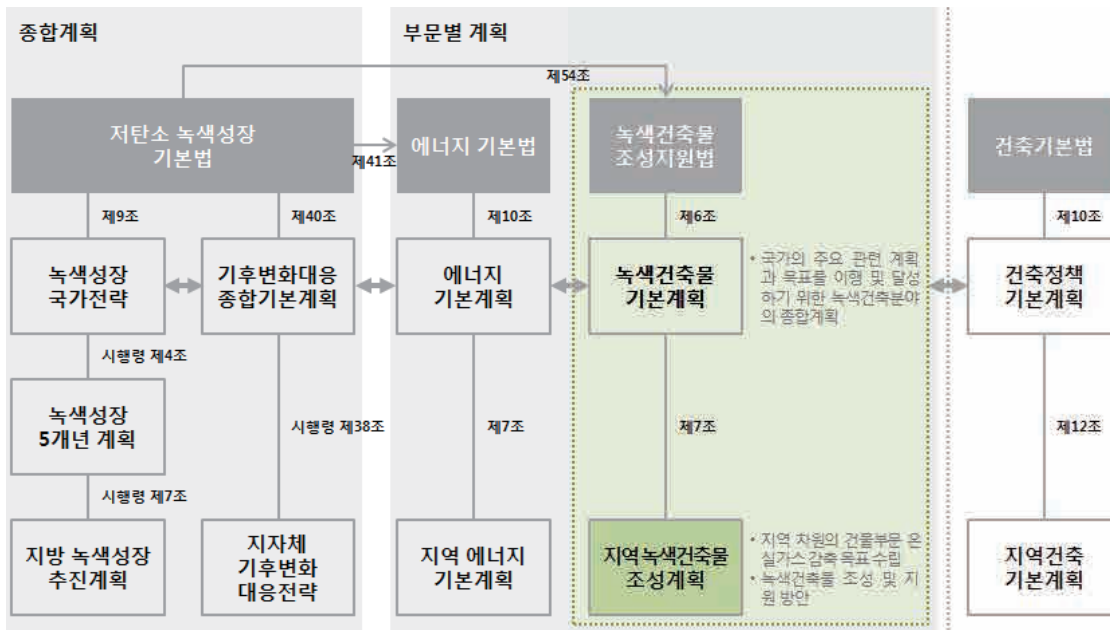 종합계획
부문별 계획
제54조
저탄소 녹색성장
기본법
제41조
에너지 기본법
녹색건축물
조성지원법
건축기본법
제9조
제40조
제10조
제6조
제10조
녹색성장
국가전략
기후변화대응
종합기본계획
에너지
기본계획
녹색건축물
기본계획
• 국가의 주요 관련 계획
과 목표를 이행 및 달성
하기 위한 녹색건축분야
의 종합계획
건축정책
기본계획
시행령 제4조
녹색성장
5개년 계획
시행령 제38조
제7조
제7조
제12조
시행령 제7조
지방 녹색성장
추진계획
지자체
기후변화
대응전략
지역 에너지
기본계획
지역녹색건축물
조성계획
• 지역 차원의 건물부문 온
실가스 감축 목표 수립
• 녹색건축물 조성 및 지
원 방안
지역건축
기본계획